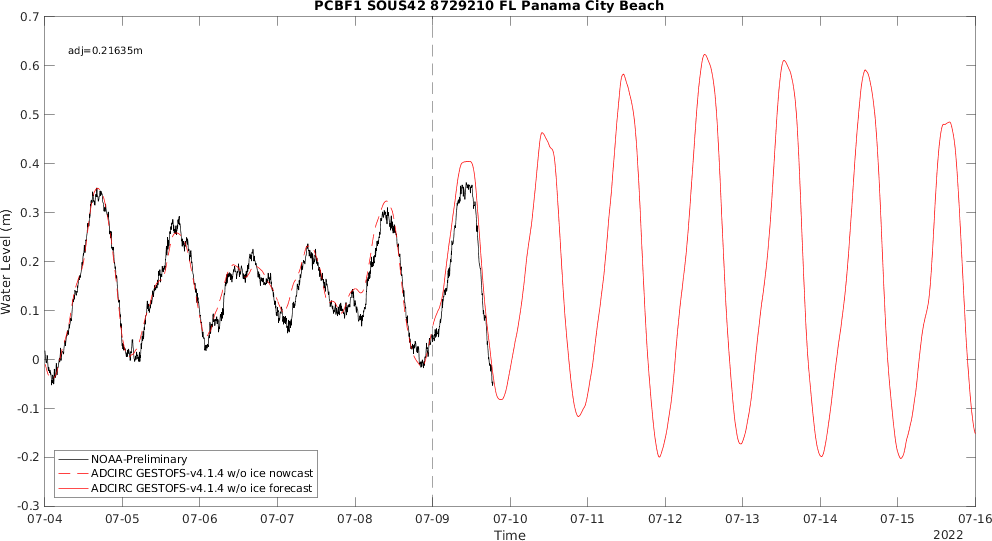 PCBF1 SOUS42 8729210 FL Panama City Beach
adj=0.21635m
Water Level (m)
0.7
0.6
0.5
0.4
0.3
0.2
0.1
0
-0.1
-0.2
-0.3
NOAA-Preliminary
ADCIRC GESTOFS-v4.1.4 w/o ice nowcast
ADCIRC GESTOFS-v4.1.4 w/o ice forecast
07-04 07-05 07-06 07-07 07-08 07-09 07-10 07-11 07-12 07-13 07-14 07-15 07-16
Time
2022